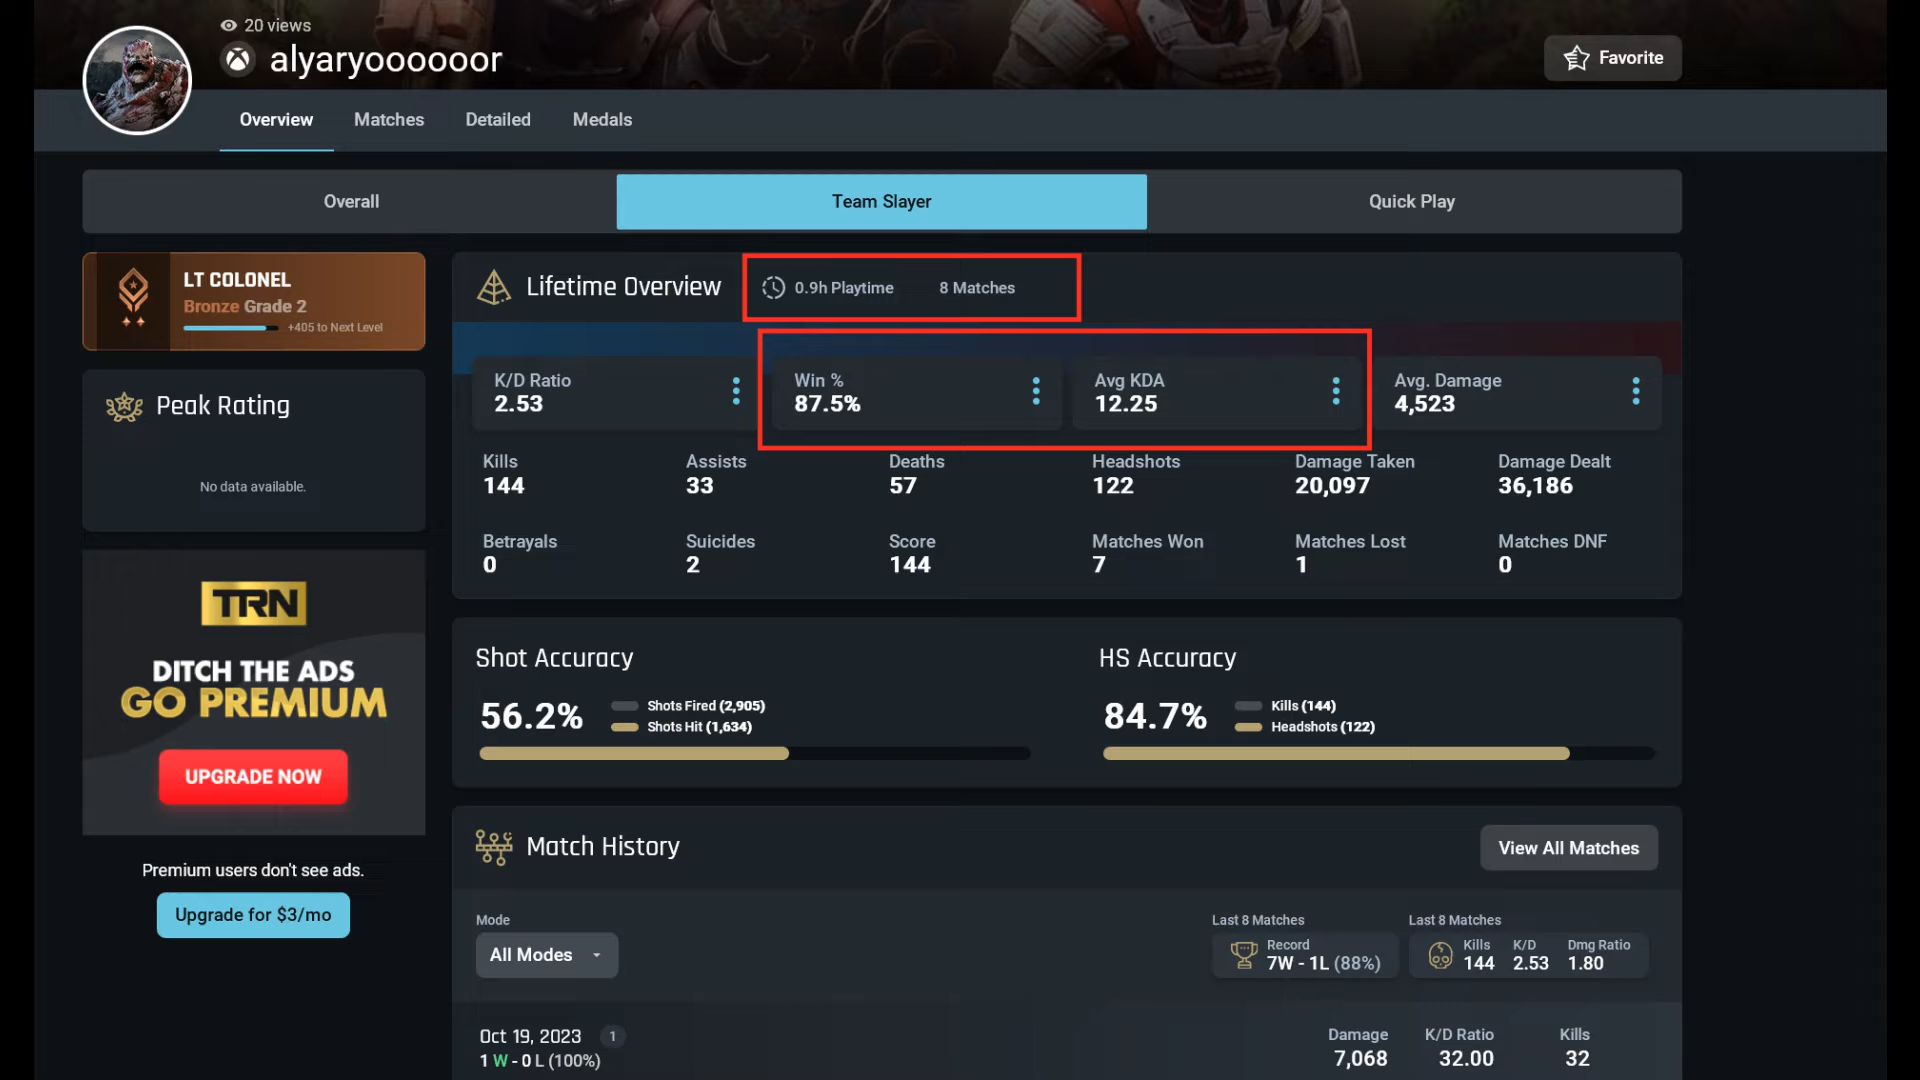 20 views
alyaryoooooor
Favorite
Overview Matches Detailed Medals
Overall Team Slayer Quick Play
LT COLONEL
Bronze Grade 2
+405 to Next Level
Peak Rating
No data available.
TRN
DITCH THE ADS
GO PREMIUM
UPGRADE NOW
Premium users don't see ads.
Upgrade for $3/mo
Lifetime Overview 0.9h Playtime 8 Matches
K/D Ratio Win % Avg KDA Avg. Damage
2.53 87.5% 12.25 4,523
Kills Assists Deaths Headshots Damage Taken Damage Dealt
144 33 57 122 20,097 36,186
Betrayals Suicides Score Matches Won Matches Lost Matches DNF
0 2 144 7 1 0
Shot Accuracy
56.2%
Shots Fired (2,905)
Shots Hit (1,634)
HS Accuracy
84.7%
Kills (144)
Headshots (122)
Match History View All Matches
Mode
All Modes
Last 8 Matches
Record
7W - 1L (88%)
Last 8 Matches
Kills K/D Dmg Ratio
144 2.53 1.80
Oct 19, 2023 1
1 W - 0 L (100%)
Damage K/D Ratio Kills
7,068 32.00 32